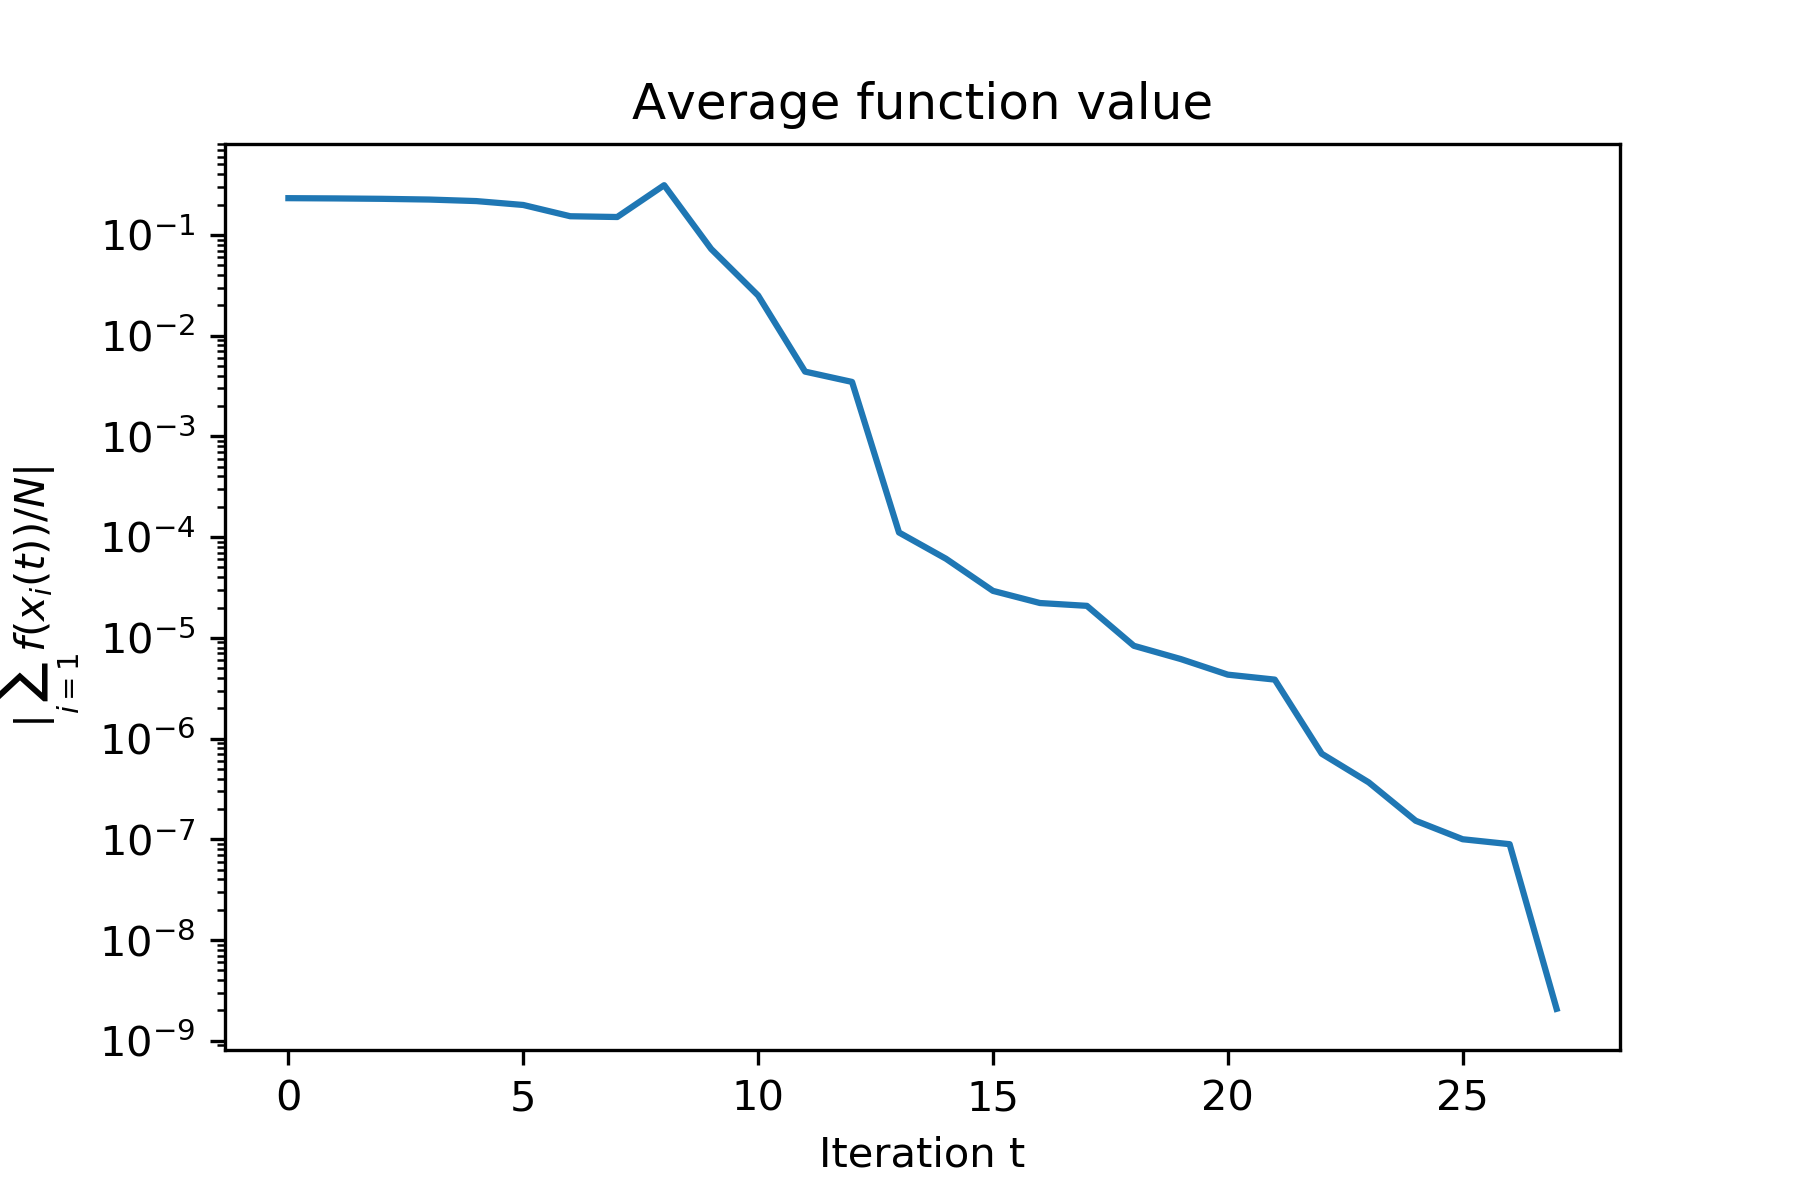 Average function value
10⁻¹
10⁻²
10⁻³
10⁻⁴
10⁻⁵
10⁻⁶
10⁻⁷
10⁻⁸
10⁻⁹
|∑ᵢ₌₁ f(xᵢ(t))/N|
0 5 10 15 20 25
Iteration t